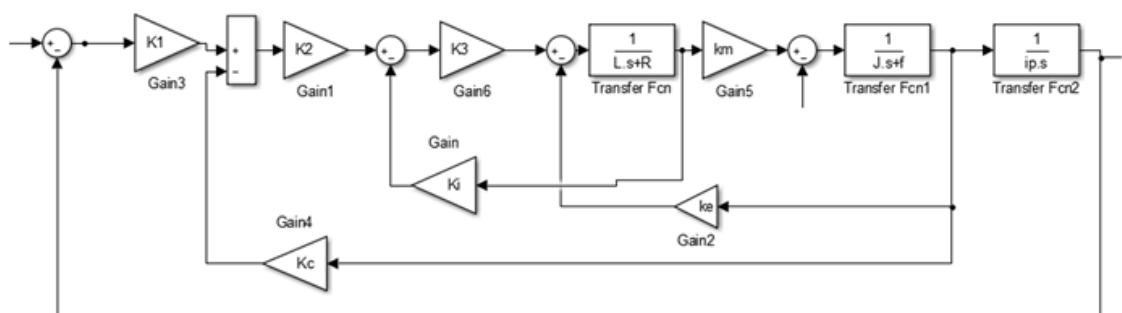 K1
Gain3
+
−
K2
Gain1
+
−
K3
Gain6
+
−
1
L.s+R
Transfer Fcn
km
Gain5
+
−
1
J.s+f
Transfer Fcn1
1
ip.s
Transfer Fcn2
+
−
Gain
Ki
ke
Gain2
Gain4
Kc